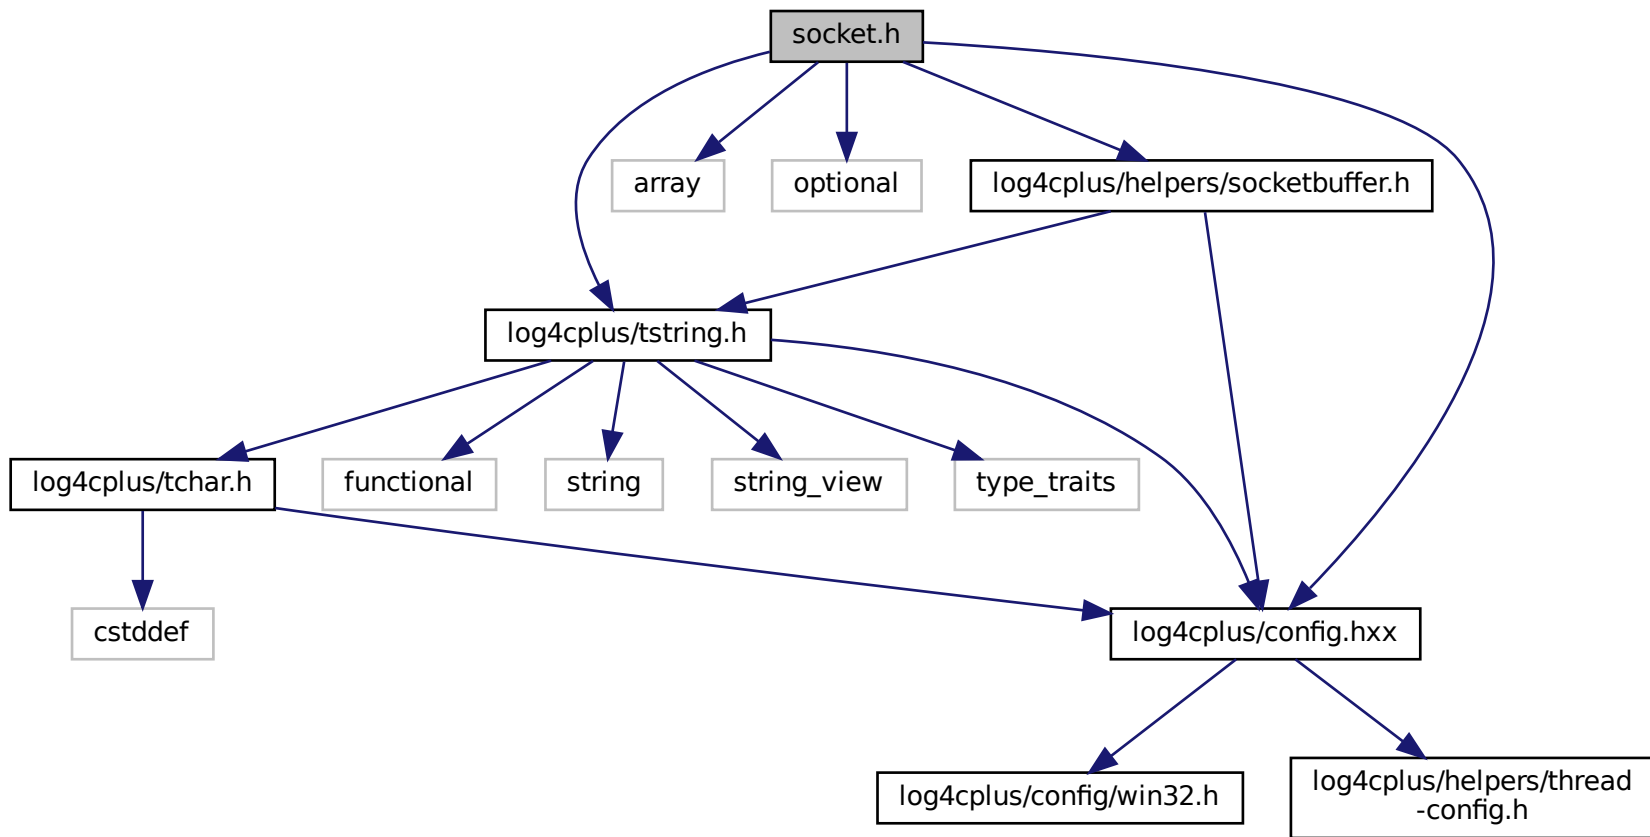 socket.h
array
optional
log4cplus/helpers/socketbuffer.h
log4cplus/tstring.h
log4cplus/tchar.h
functional
string
string_view
type_traits
cstddef
log4cplus/config.hxx
log4cplus/config/win32.h
log4cplus/helpers/thread
-config.h